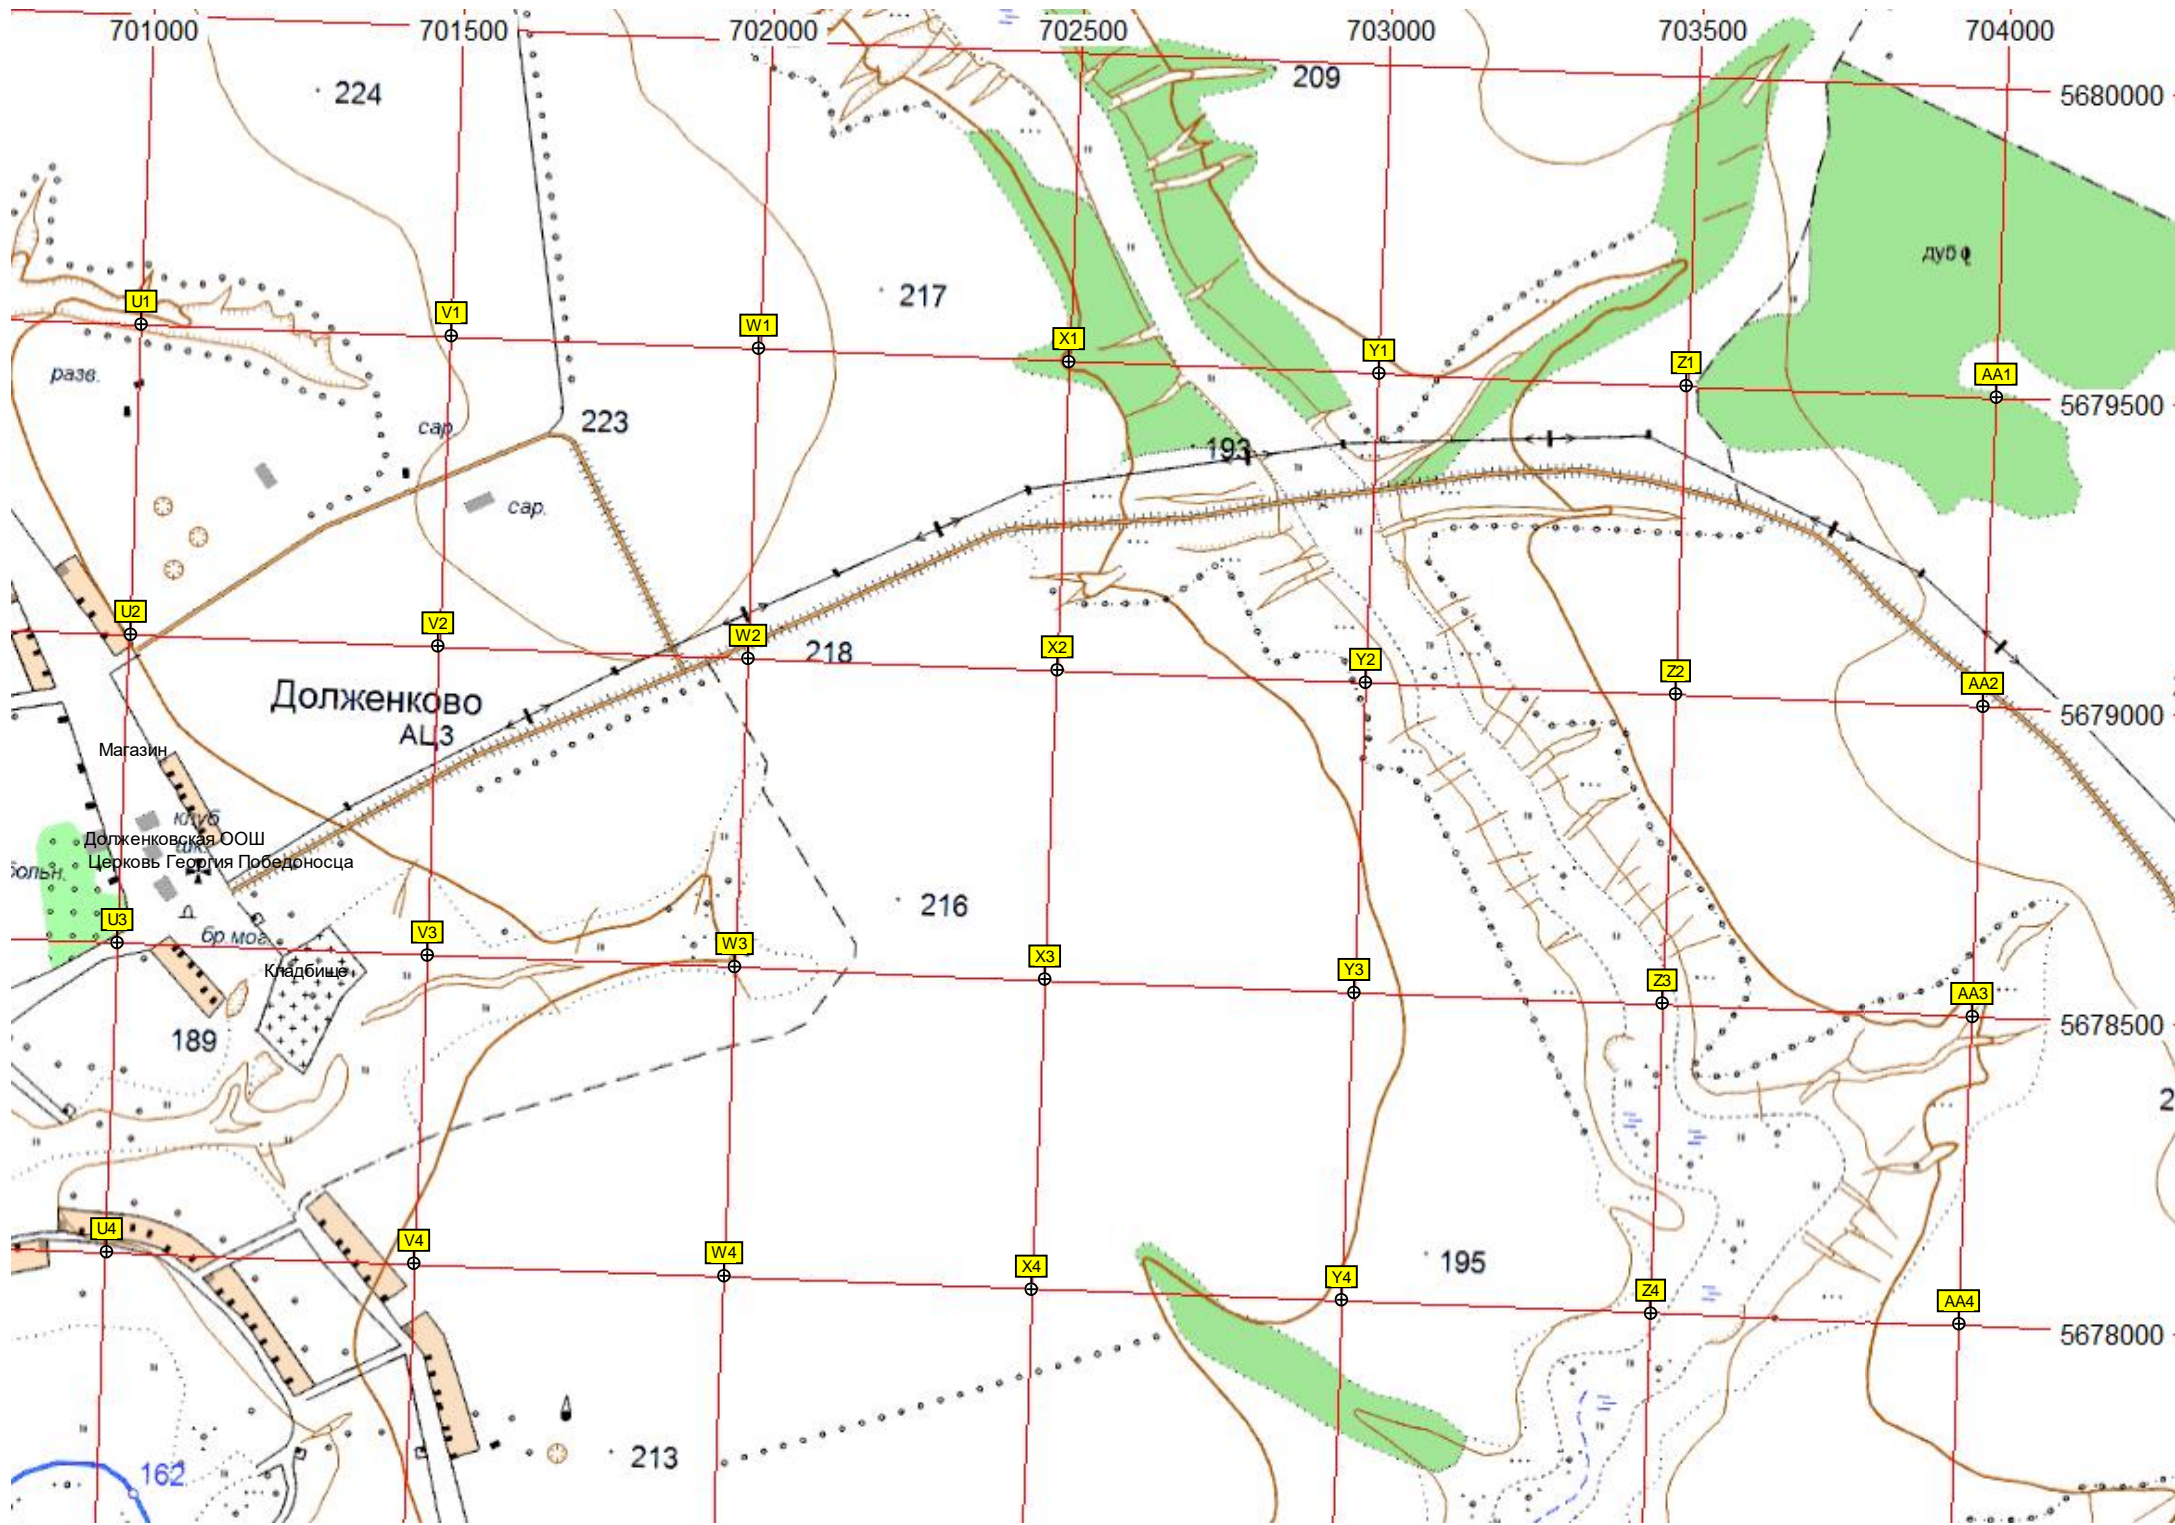 701000 701500 702000 702500 703000 703500 704000
209
224
5680000
дуб
217
U1 V1 W1 X1 Y1 Z1 AA1
разв.
5679500
223
сар.
193
сар.
U2 V2 W2 X2 Y2 Z2 AA2
218
Долженково
АЦЗ
5679000
Магазин
клуб
Долженковская ООШ
шк.
Церковь Георгия Победоносца
больн.
216
U3 V3 W3 X3 Y3 Z3 AA3
бр.мог.
Кладбище
5678500
189
2
U4 V4 W4 X4 Y4 Z4 AA4
195
5678000
213
162